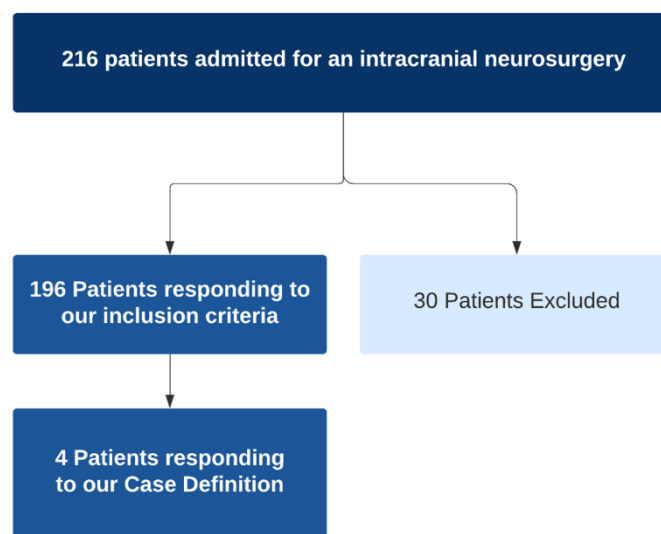 216 patients admitted for an intracranial neurosurgery
196 Patients responding to
our inclusion criteria
30 Patients Excluded
4 Patients responding
to our Case Definition